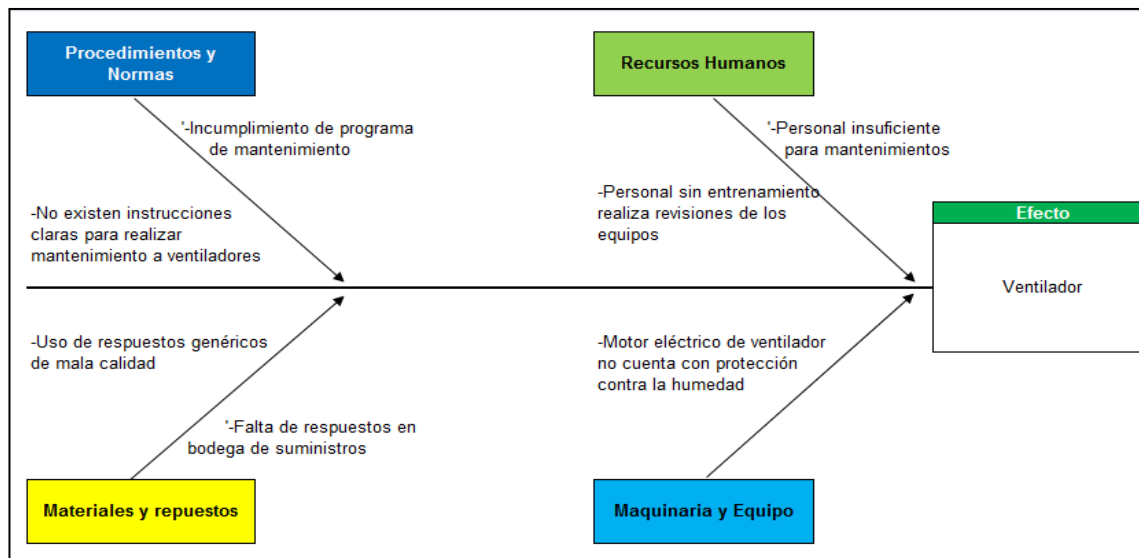 Procedimientos y
Normas
Recursos Humanos
'-Incumplimiento de programa
de mantenimiento
'-Personal insuficiente
para mantenimientos
-No existen instrucciones
claras para realizar
mantenimiento a ventiladores
-Personal sin entrenamiento
realiza revisiones de los
equipos
Efecto
Ventilador
-Uso de respuestos genéricos
de mala calidad
-Motor eléctrico de ventilador
no cuenta con protección
contra la humedad
'-Falta de respuestos en
bodega de suministros
Materiales y repuestos
Maquinaria y Equipo